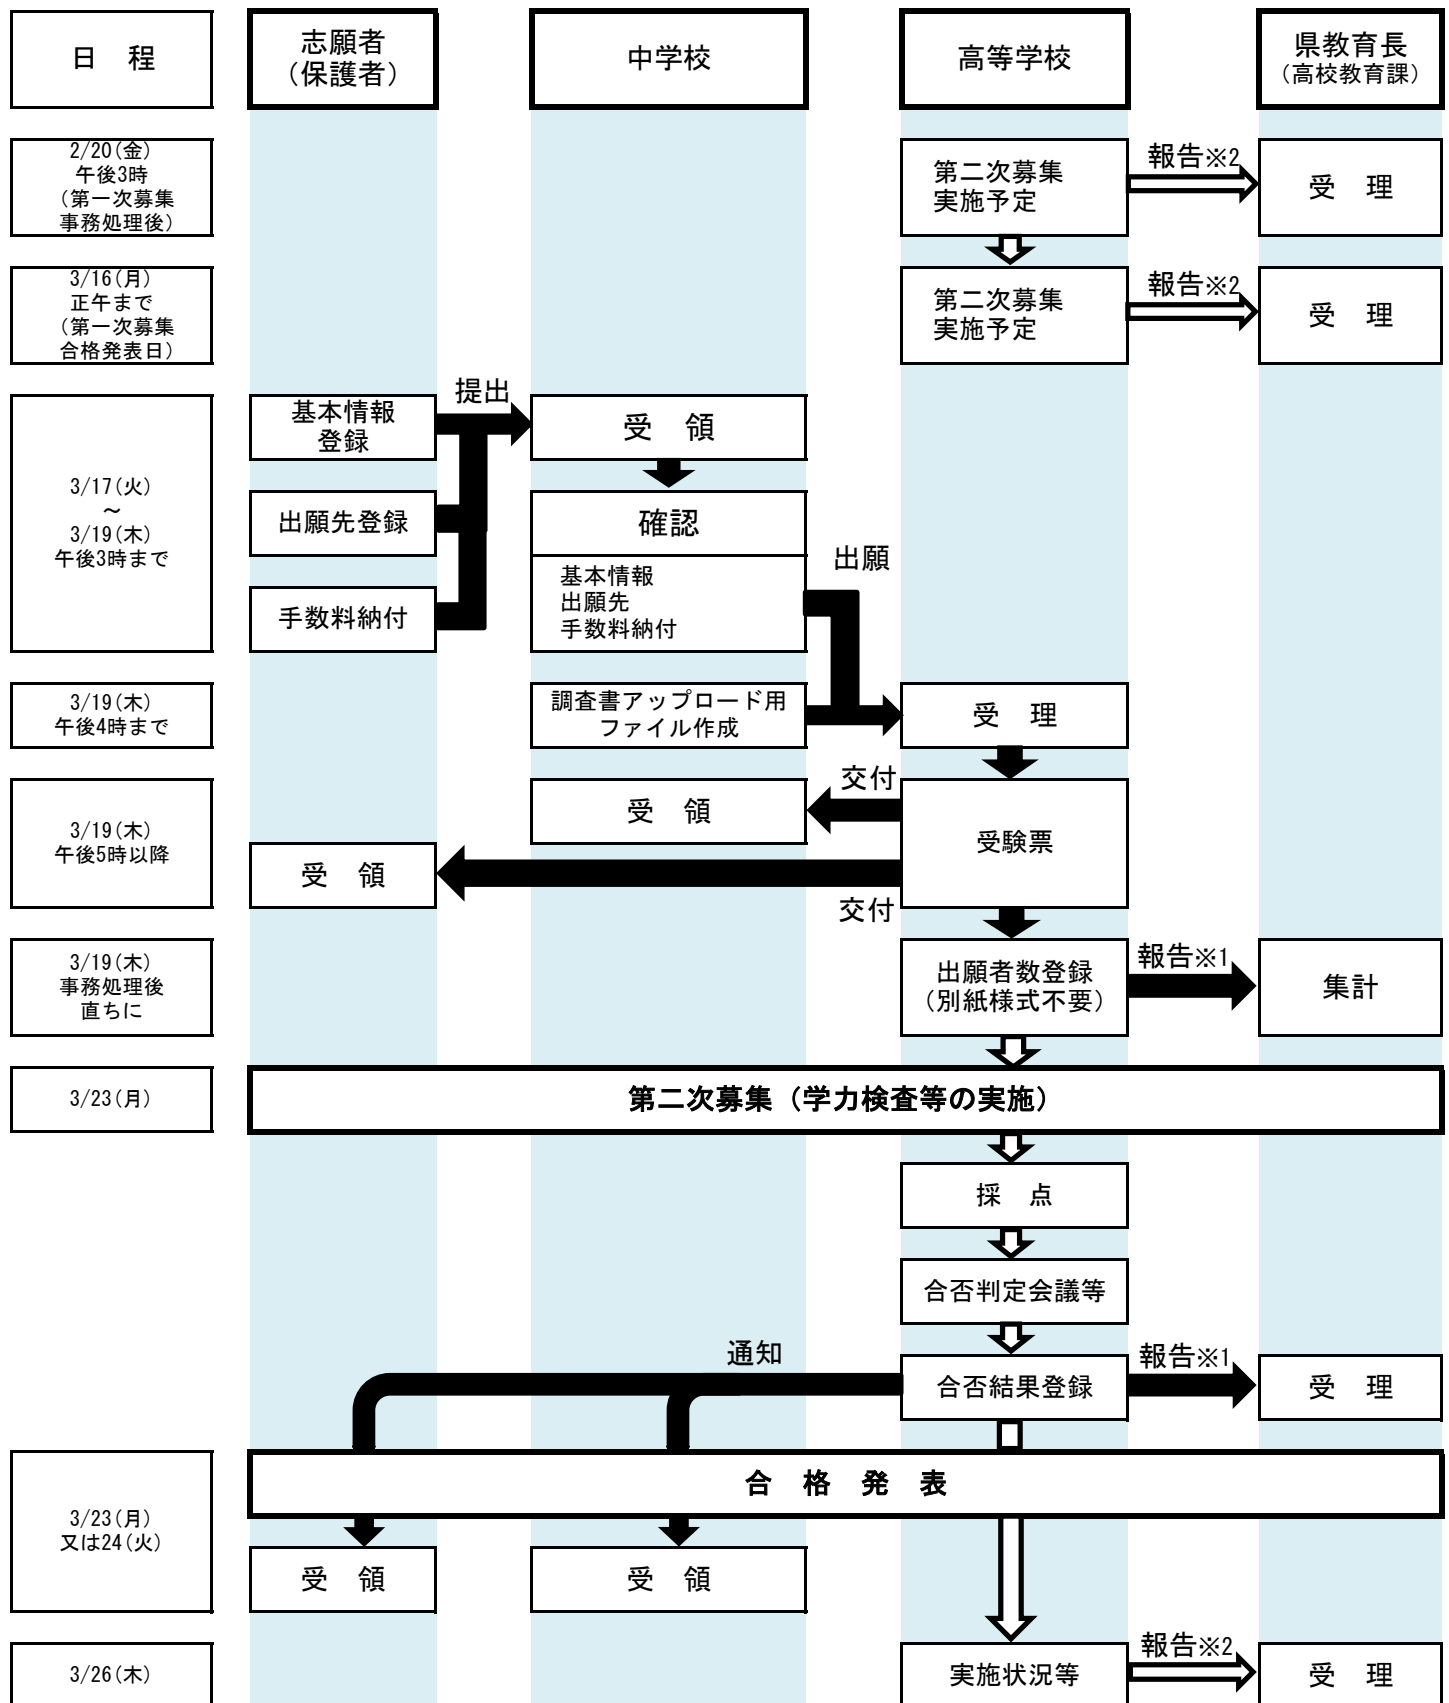 日　程
志願者
（保護者）
中学校
高等学校
県教育長
（高校教育課）
2/20(金)
午後3時
（第一次募集
事務処理後）
第二次募集
実施予定
報告※2
受　理
3/16(月)
正午まで
（第一次募集
合格発表日）
第二次募集
実施予定
報告※2
受　理
3/17(火)
～
3/19(木)
午後3時まで
基本情報
登録
提出
受　領
出願先登録
確認
手数料納付
基本情報
出願先
手数料納付
出願
3/19(木)
午後4時まで
調査書アップロード用
ファイル作成
受　理
3/19(木)
午後5時以降
交付
受　領
受験票
受　領
交付
3/19(木)
事務処理後
直ちに
出願者数登録
（別紙様式不要）
報告※1
集計
3/23(月)
第二次募集（学力検査等の実施）
採　点
合否判定会議等
通知
合否結果登録
報告※1
受　理
3/23(月)
又は24(火)
合　格　発　表
受　領
受　領
3/26(木)
実施状況等
報告※2
受　理